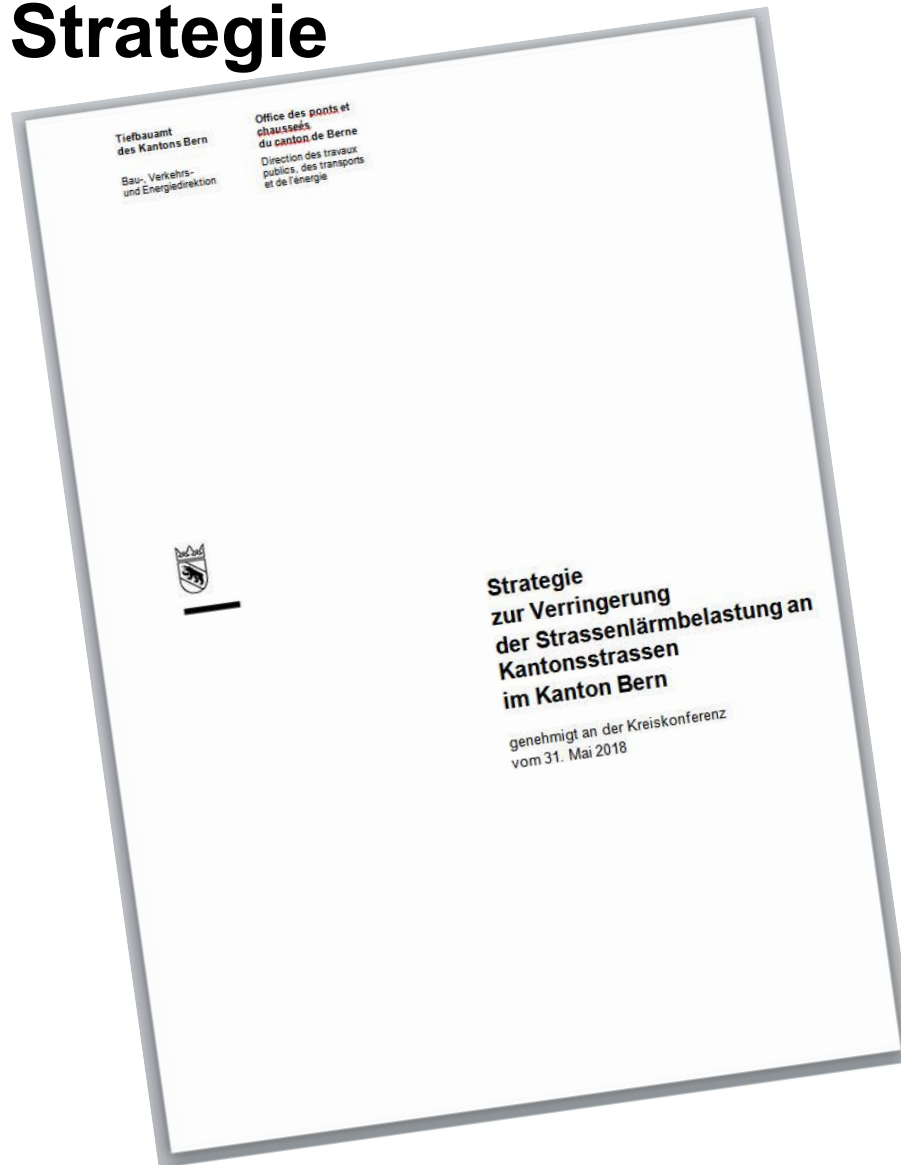 Strategie
Tiefbauamt
des Kantons Bern
Bau-, Verkehrs-
und Energiedirektion
Office des ponts et
chausseés
du canton de Berne
Direction des travaux
publics, des transports
et de l'énergie
Strategie
zur Verringerung
der Strassenlärmbelastung an
Kantonsstrassen
im Kanton Bern
genehmigt an der Kreiskonferenz
vom 31. Mai 2018